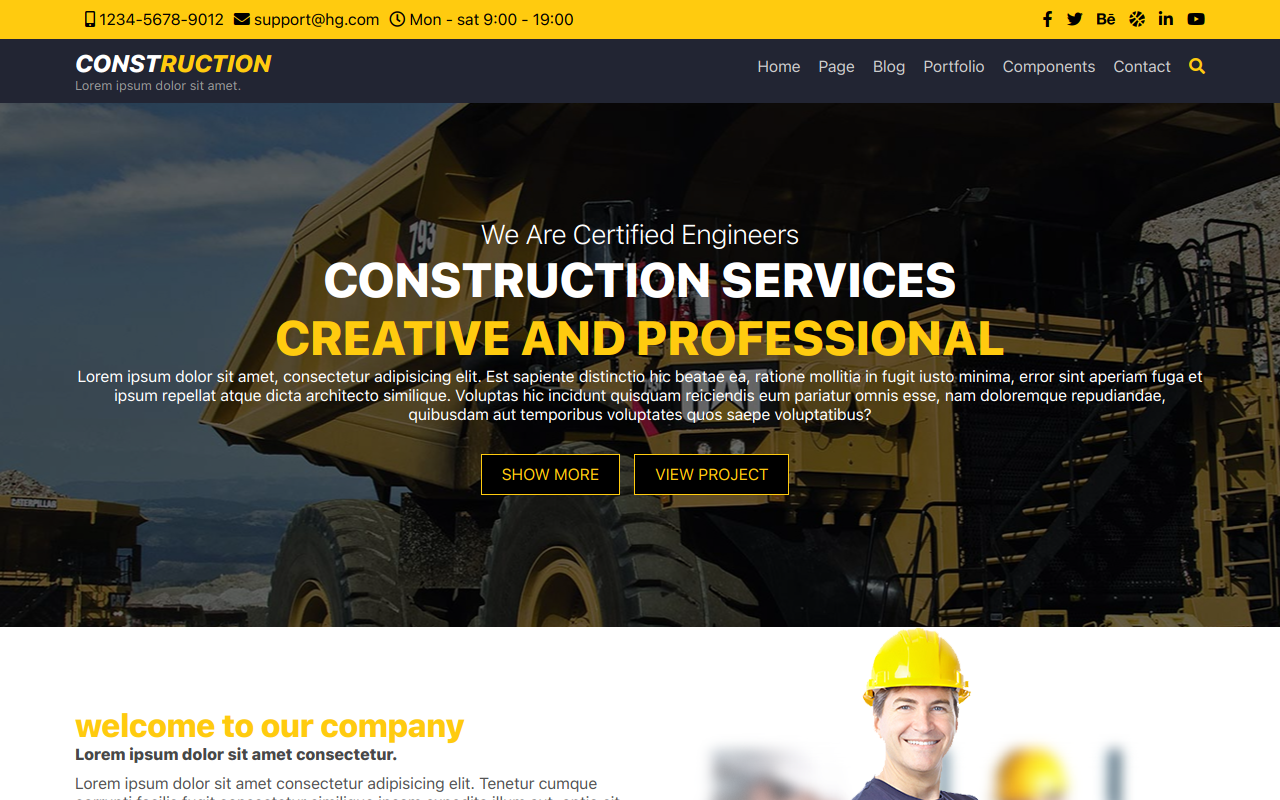 1234-5678-9012 support@hg.com Mon - sat 9:00 - 19:00
CONSTRUCTION
Lorem ipsum dolor sit amet.
Home Page Blog Portfolio Components Contact
793
We Are Certified Engineers
CONSTRUCTION SERVICES
CREATIVE AND PROFESSIONAL
Lorem ipsum dolor sit amet, consectetur adipisicing elit. Est sapiente distinctio hic beatae ea, ratione mollitia in fugit iusto minima, error sint aperiam fuga et
ipsum repellat atque dicta architecto similique. Voluptas hic incidunt quisquam reiciendis eum pariatur omnis esse, nam doloremque repudiandae,
quibusdam aut temporibus voluptates quos saepe voluptatibus?
CAT
SHOW MORE VIEW PROJECT
CATERPILLAR
welcome to our company
Lorem ipsum dolor sit amet consectetur.
Lorem ipsum dolor sit amet consectetur adipisicing elit. Tenetur cumque